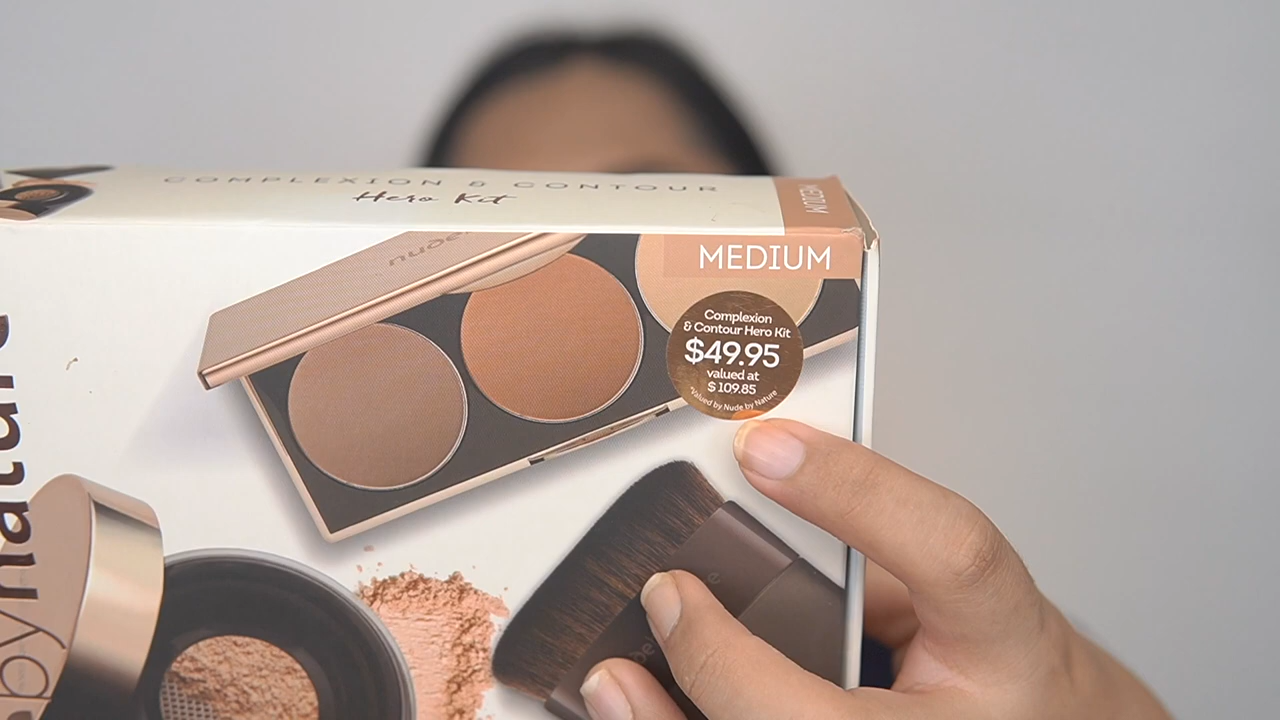 COMPLEXION & CONTOUR
Hero Kit
MEDIUM
nude
MEDIUM
Complexion
& Contour Hero Kit
$49.95
valued at
$109.85
*Valued by Nude by Nature
by nature